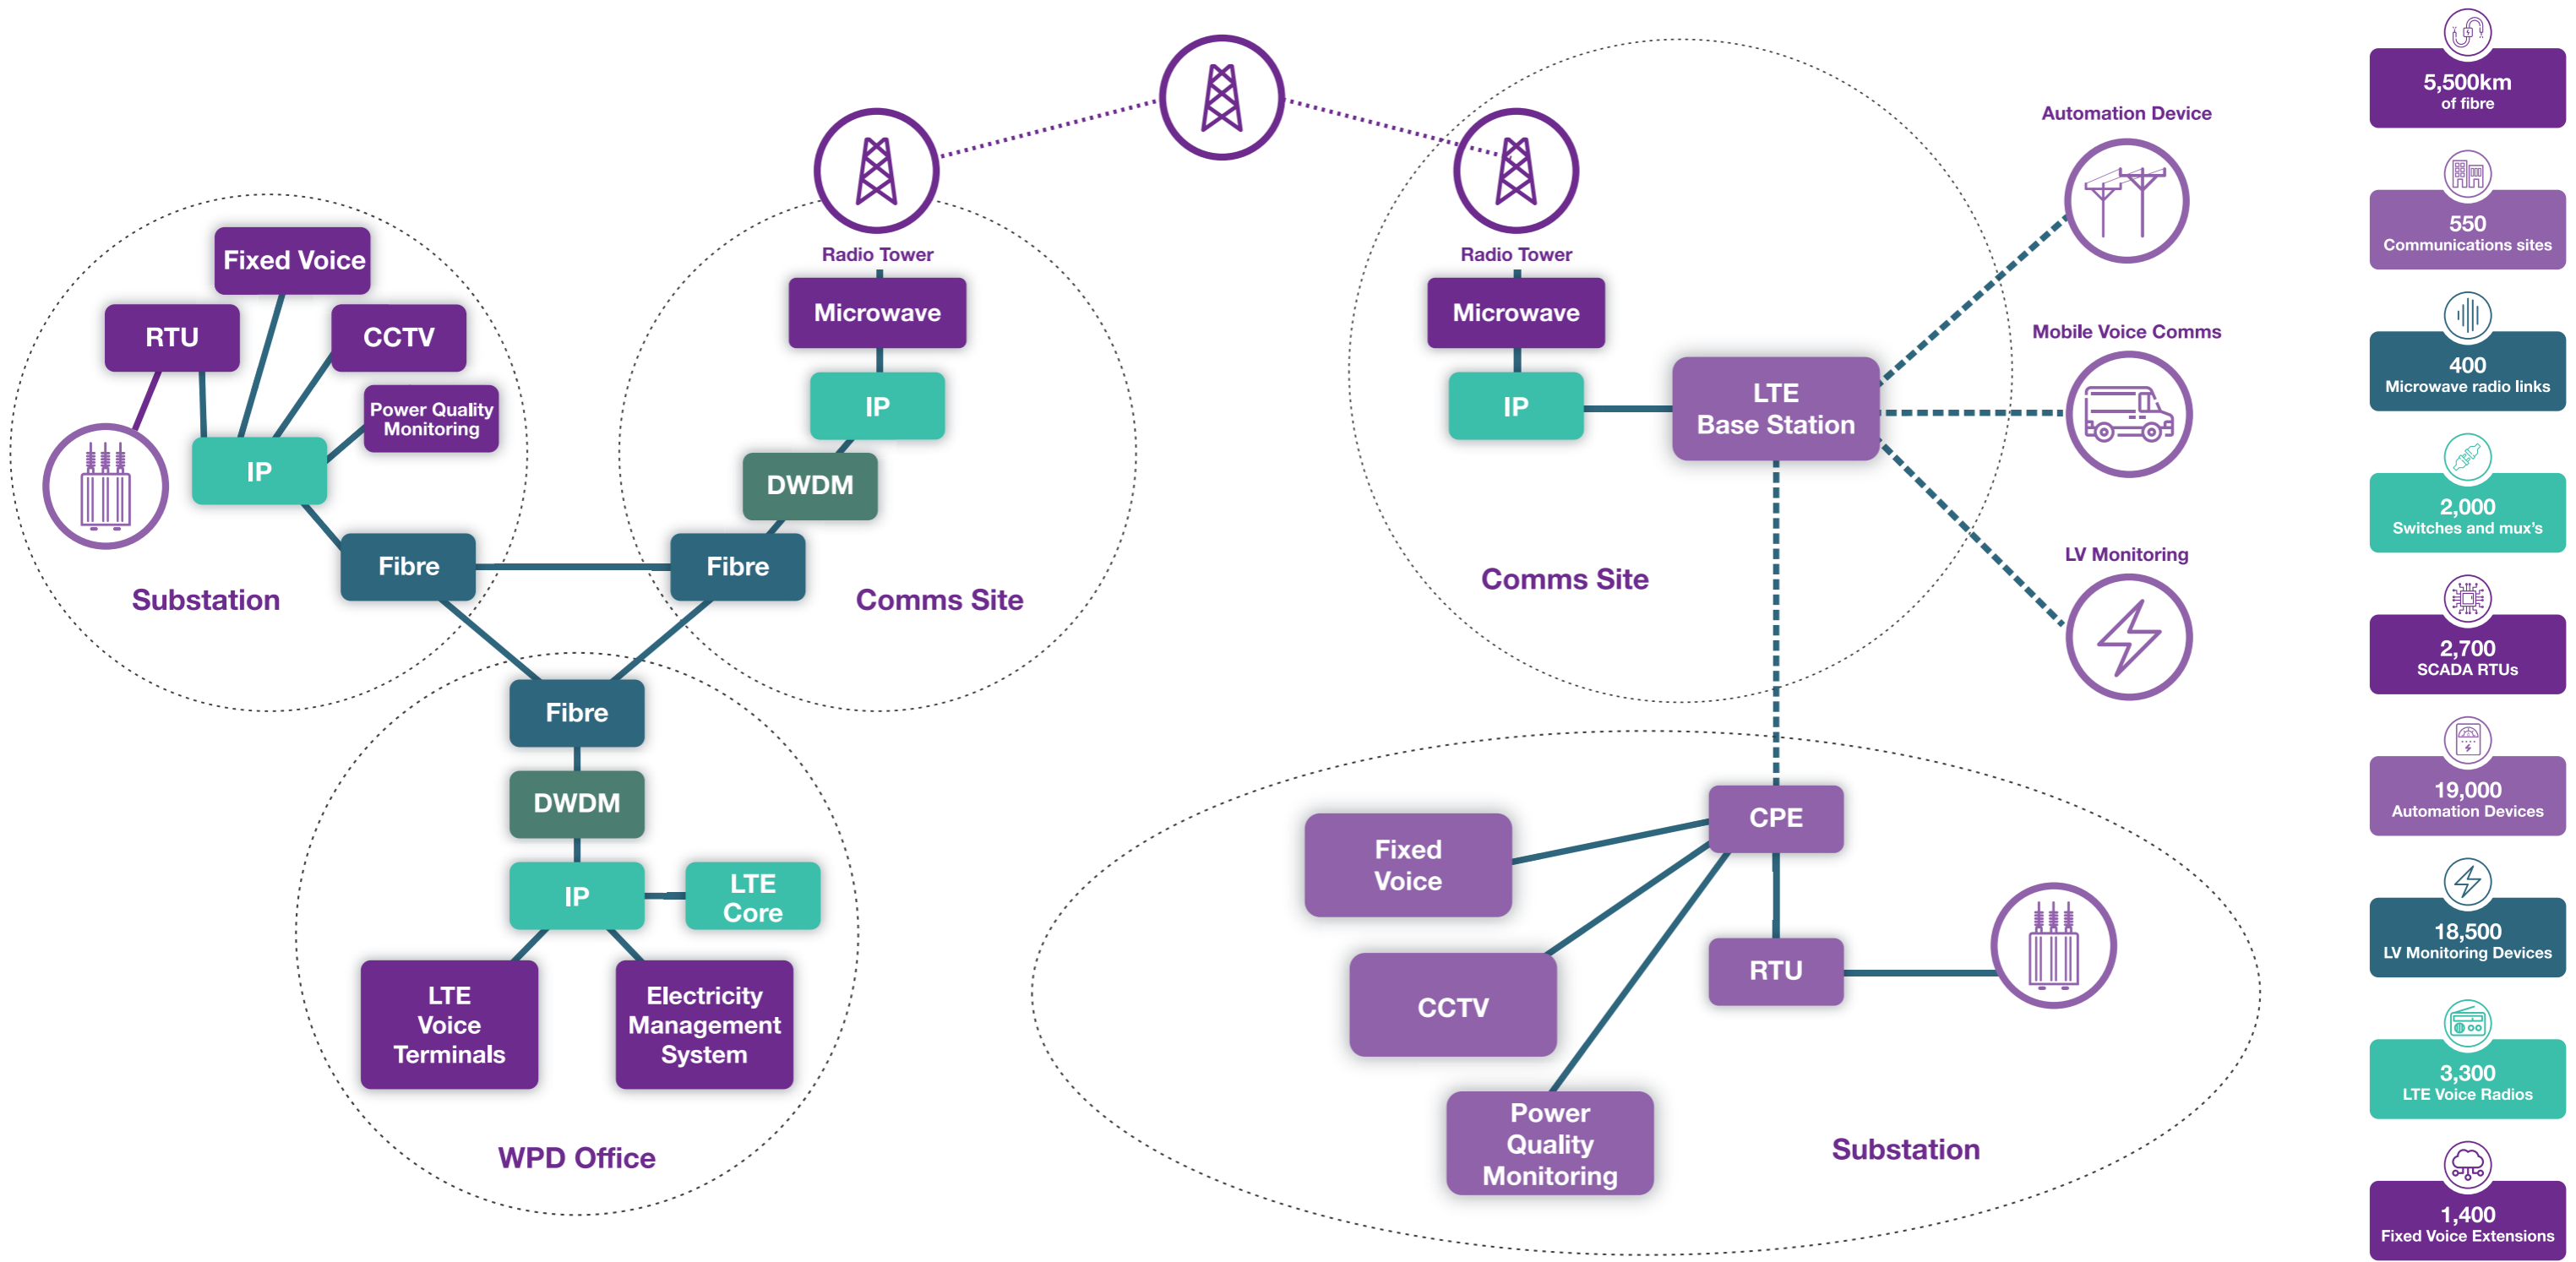 Fixed Voice
RTU
CCTV
Power Quality
Monitoring
IP
Fibre
Substation
Radio Tower
Microwave
IP
DWDM
Fibre
Comms Site
Fibre
DWDM
IP
LTE
Core
LTE
Voice
Terminals
Electricity
Management
System
WPD Office
Radio Tower
Microwave
IP
LTE
Base Station
Comms Site
Automation Device
Mobile Voice Comms
LV Monitoring
CPE
Fixed
Voice
CCTV
Power
Quality
Monitoring
RTU
Substation
5,500km
of fibre
550
Communications sites
400
Microwave radio links
2,000
Switches and mux's
2,700
SCADA RTUs
19,000
Automation Devices
18,500
LV Monitoring Devices
3,300
LTE Voice Radios
1,400
Fixed Voice Extensions